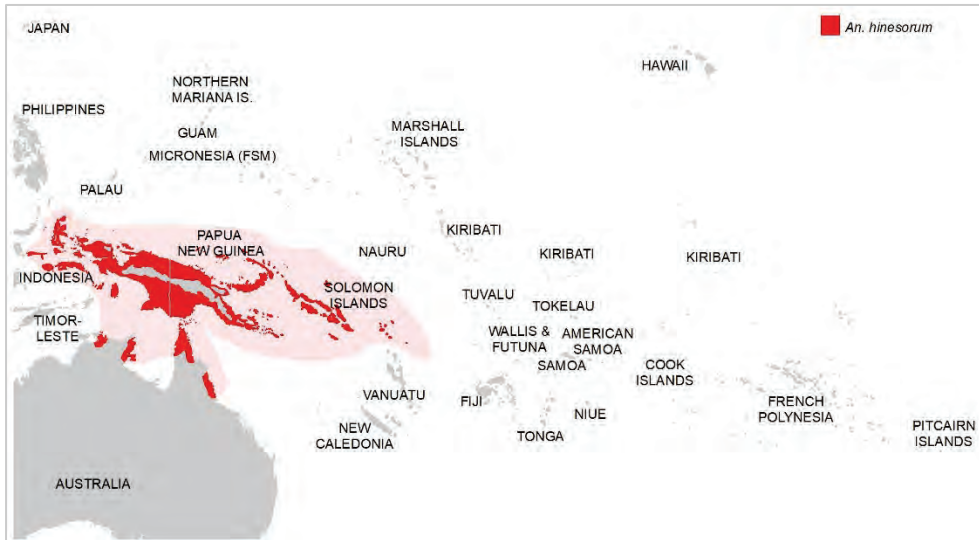 JAPAN
An. hinesorum
HAWAII
NORTHERN
MARIANA IS.
PHILIPPINES
GUAM
MARSHALL
ISLANDS
MICRONESIA (FSM)
PALAU
KIRIBATI
PAPUA
NEW GUINEA
NAURU
KIRIBATI
KIRIBATI
INDONESIA
SOLOMON
ISLANDS
TUVALU
TOKELAU
TIMOR-
LESTE
WALLIS &
FUTUNA
AMERICAN
SAMOA
SAMOA
COOK
ISLANDS
VANUATU
FIJI
NIUE
FRENCH
POLYNESIA
NEW
CALEDONIA
TONGA
PITCAIRN
ISLANDS
AUSTRALIA